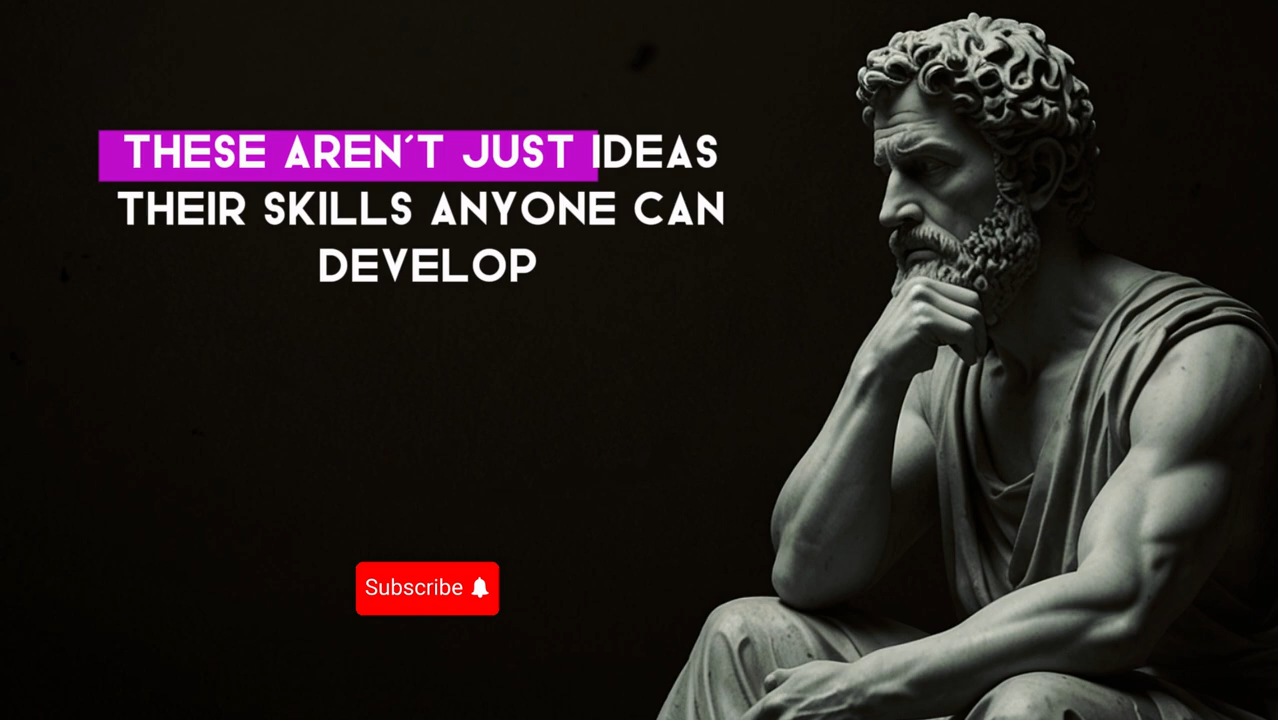 THESE AREN´T JUST IDEAS
THEIR SKILLS ANYONE CAN
DEVELOP
Subscribe